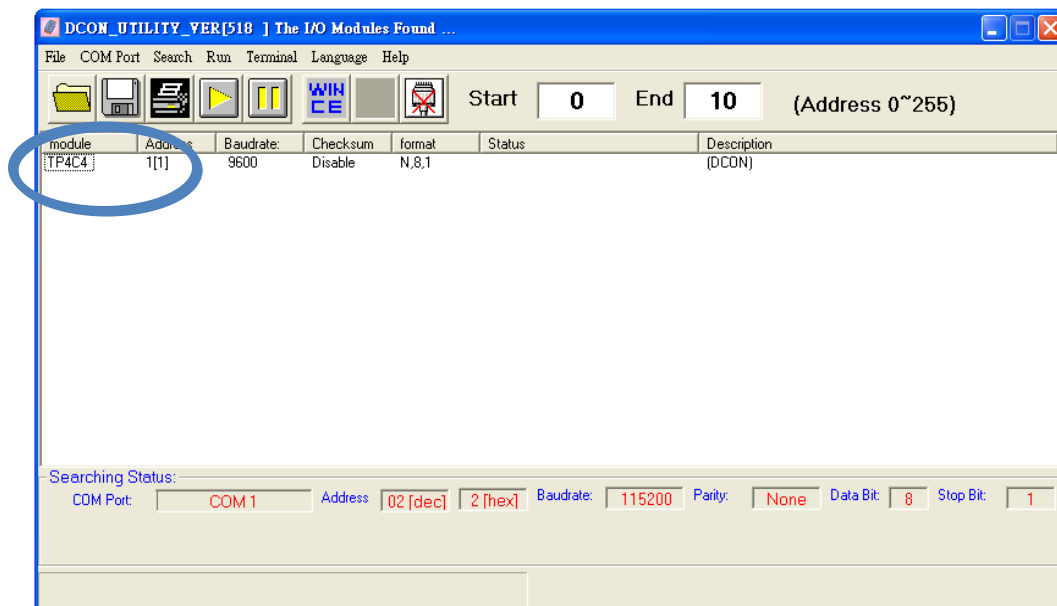 DCON_UTILITY_VER[518 ] The I/O Modules Found ...
File COM Port Search Run Terminal Language Help
WIN CE Start 0 End 10 (Address 0~255)
module Address Baudrate: Checksum format Status Description
TP4C4 1[1] 9600 Disable N,8,1 (DCON)
Searching Status:
COM Port: COM 1 Address 02 [dec] 2 [hex] Baudrate: 115200 Parity: None Data Bit: 8 Stop Bit: 1